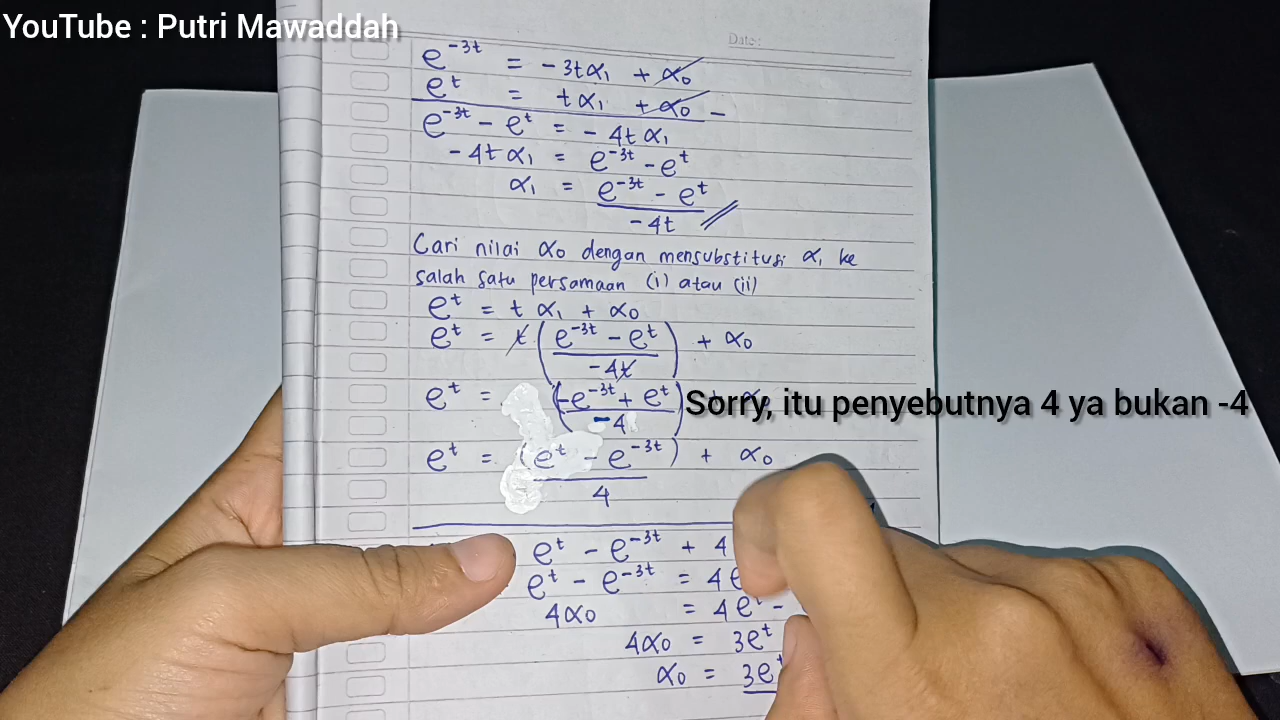 YouTube : Putri Mawaddah
Date :
e^-3t = - 3tα₁ + α₀
e^t = tα₁ + α₀ -
e^-3t - e^t = - 4tα₁
- 4tα₁ = e^-3t - e^t
α₁ = e^-3t - e^t
- 4t
Cari nilai α₀ dengan mensubstitusi α₁ ke
salah satu persamaan (i) atau (ii)
e^t = t α₁ + α₀
e^t = t ( e^-3t - e^t / -4t ) + α₀
e^t = ( -e^-3t + e^t / -4 )
Sorry, itu penyebutnya 4 ya bukan -4
e^t = ( e^t - e^-3t ) / 4 + α₀
e^t - e^-3t + 4
e^t - e^-3t = 4e
4α₀ = 4e^t -
4α₀ = 3e^t
α₀ = 3e^t